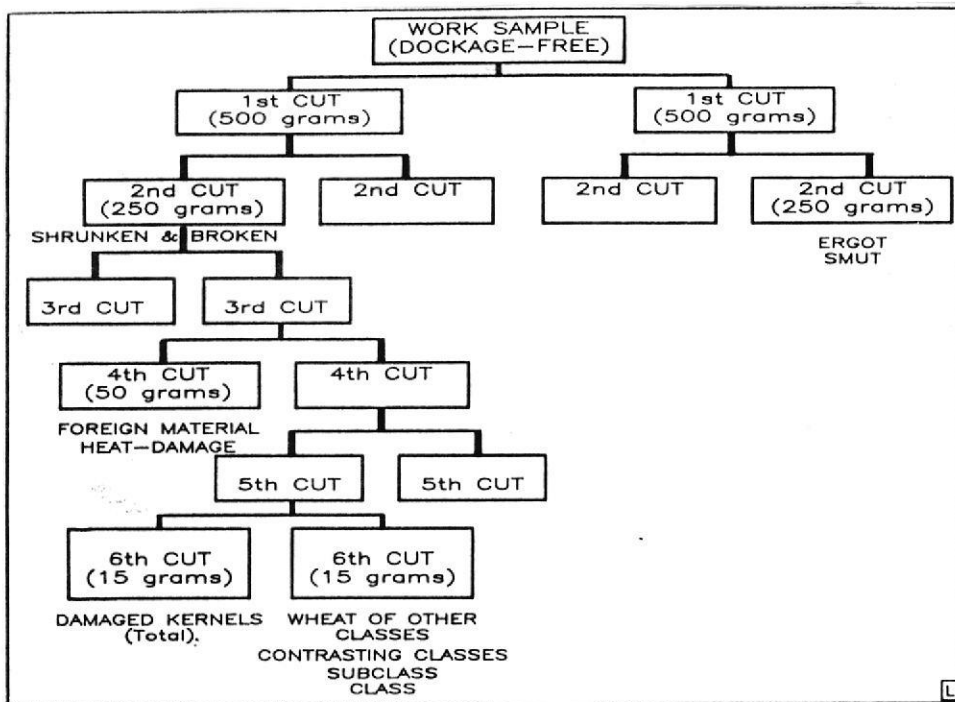 WORK SAMPLE
(DOCKAGE-FREE)
1st CUT
(500 grams)
1st CUT
(500 grams)
2nd CUT
(250 grams)
2nd CUT
2nd CUT
2nd CUT
(250 grams)
SHRUNKEN & BROKEN
ERGOT
SMUT
3rd CUT
3rd CUT
4th CUT
(50 grams)
4th CUT
FOREIGN MATERIAL
HEAT-DAMAGE
5th CUT
5th CUT
6th CUT
(15 grams)
6th CUT
(15 grams)
DAMAGED KERNELS
(Total).
WHEAT OF OTHER
CLASSES
CONTRASTING CLASSES
SUBCLASS
CLASS
L